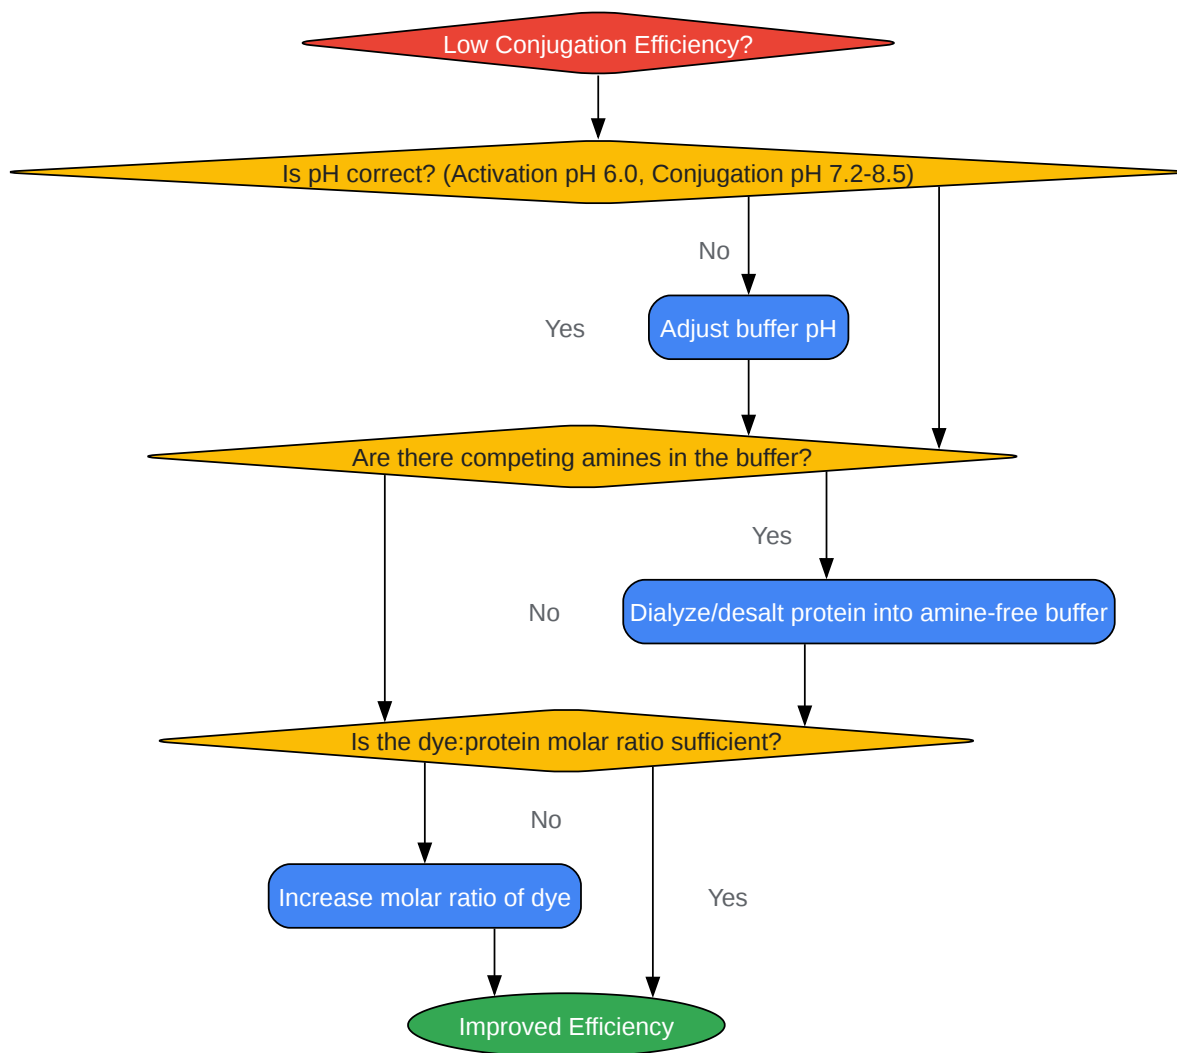 Low Conjugation Efficiency?
Is pH correct? (Activation pH 6.0, Conjugation pH 7.2-8.5)
No
Yes
Adjust buffer pH
Are there competing amines in the buffer?
Yes
No
Dialyze/desalt protein into amine-free buffer
Is the dye:protein molar ratio sufficient?
No
Increase molar ratio of dye
Yes
Improved Efficiency